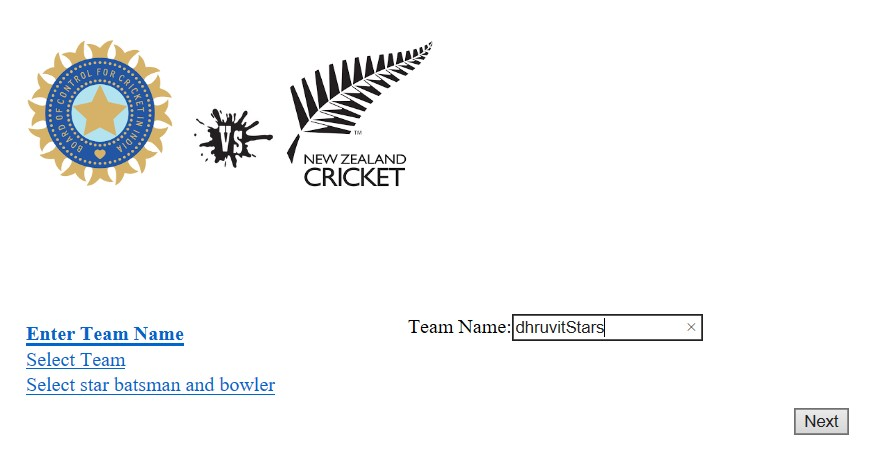 BOARD OF CONTROL FOR CRICKET IN INDIA
VS
TM
NEW ZEALAND
CRICKET
Team Name: dhruvitStars ×
Enter Team Name
Select Team
Select star batsman and bowler
Next